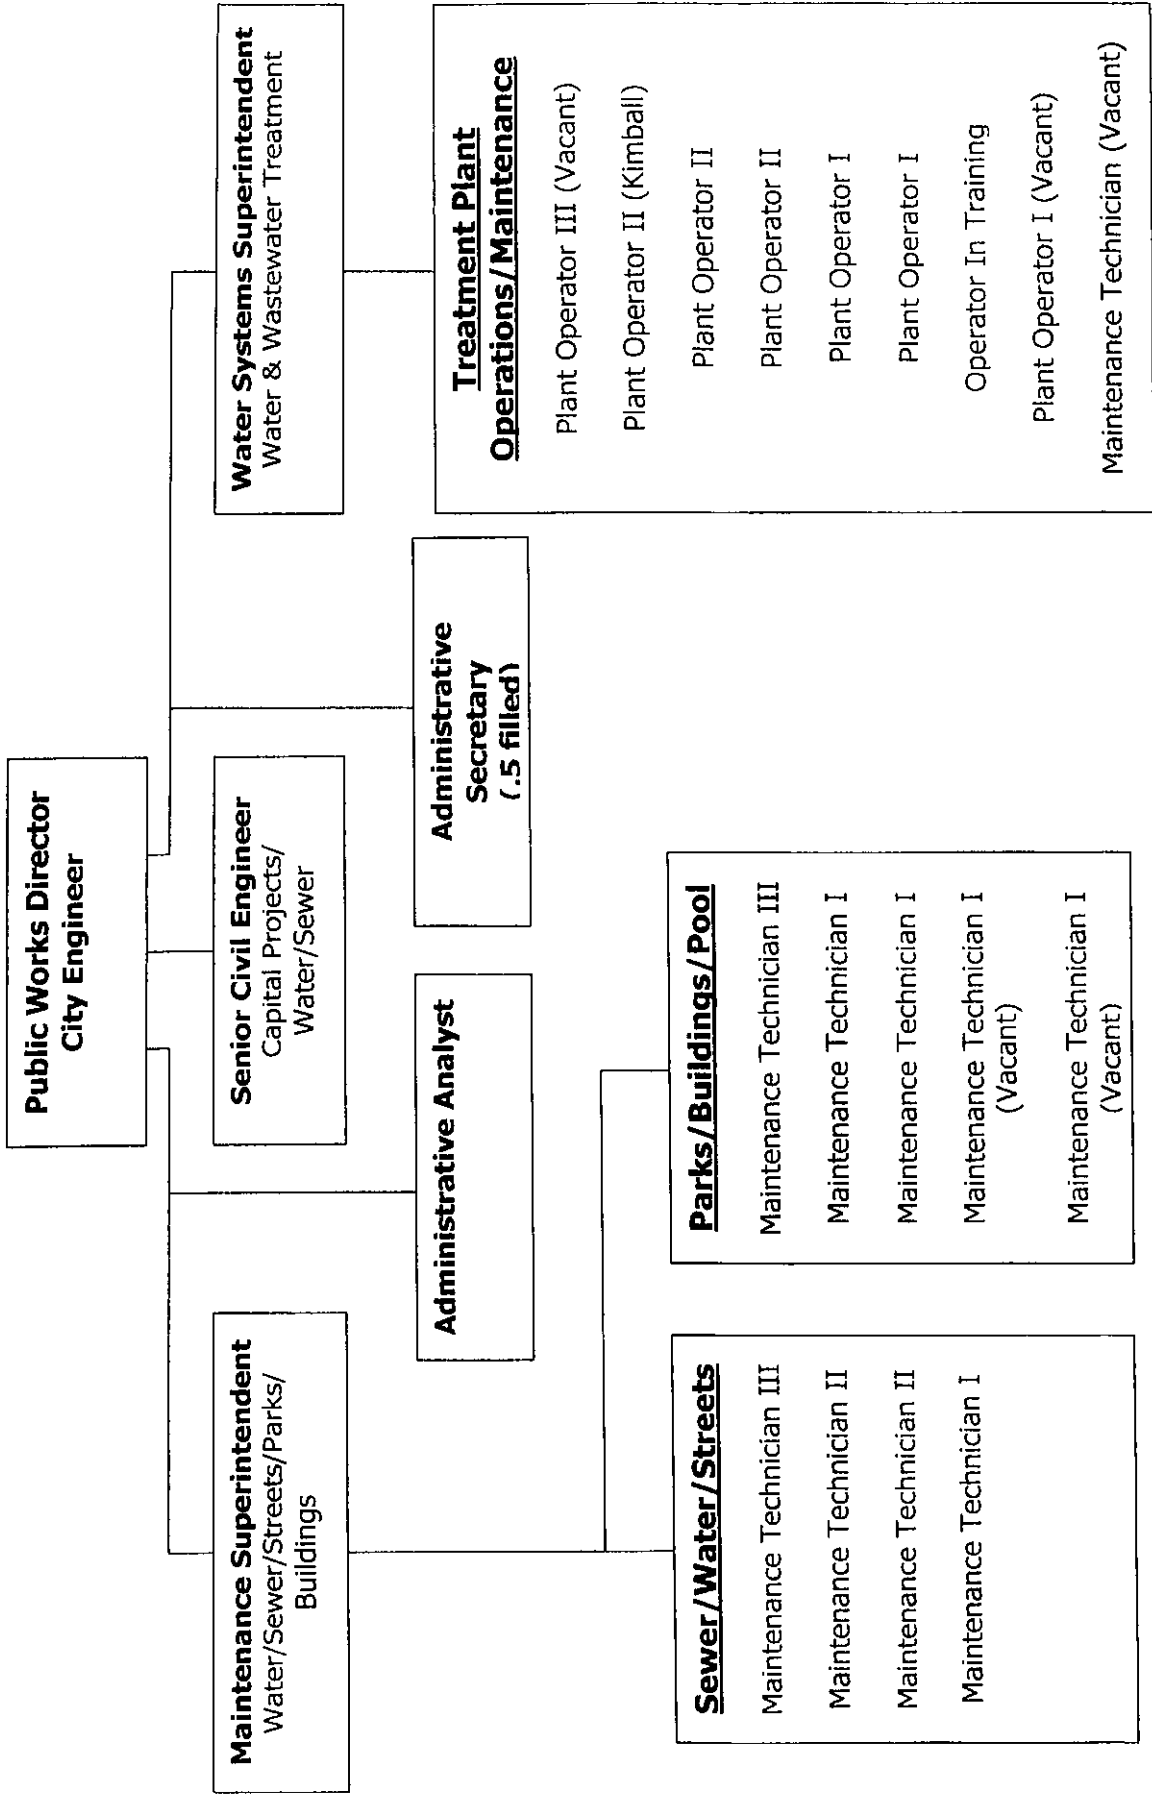 Public Works Director
City Engineer
Maintenance Superintendent
Water/Sewer/Streets/Parks/
Buildings
Senior Civil Engineer
Capital Projects/
Water/Sewer
Water Systems Superintendent
Water & Wastewater Treatment
Administrative Analyst
Administrative
Secretary
(.5 filled)
Sewer/Water/Streets
Maintenance Technician III
Maintenance Technician II
Maintenance Technician II
Maintenance Technician I
Parks/Buildings/Pool
Maintenance Technician III
Maintenance Technician I
Maintenance Technician I
Maintenance Technician I
(Vacant)
Maintenance Technician I
(Vacant)
Treatment Plant
Operations/Maintenance
Plant Operator III (Vacant)
Plant Operator II (Kimball)
Plant Operator II
Plant Operator II
Plant Operator I
Plant Operator I
Operator In Training
Plant Operator I (Vacant)
Maintenance Technician (Vacant)